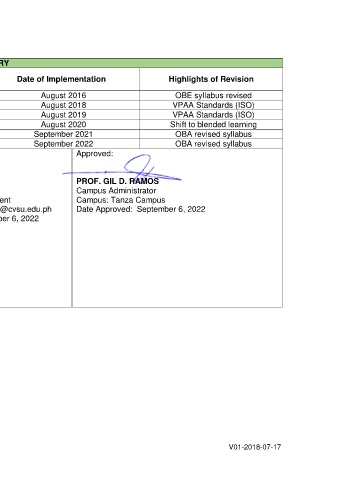 RY
Date of Implementation Highlights of Revision
August 2016 OBE syllabus revised
August 2018 VPAA Standards (ISO)
August 2019 VPAA Standards (ISO)
August 2020 Shift to blended learning
September 2021 OBA revised syllabus
September 2022 OBA revised syllabus
Approved:
PROF. GIL D. RAMOS
Campus Administrator
ent Campus: Tanza Campus
@cvsu.edu.ph Date Approved: September 6, 2022
ber 6, 2022
V01-2018-07-17